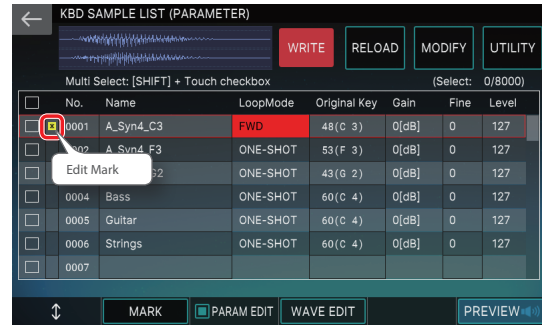 KBD SAMPLE LIST (PARAMETER)
WRITE RELOAD MODIFY UTILITY
Multi Select: [SHIFT] + Touch checkbox (Select: 0/8000)
No. Name LoopMode Original Key Gain Fine Level
0001 A_Syn4_C3 FWD 48(C 3) 0[dB] 0 127
A_Syn4_F3 ONE-SHOT 53(F 3) 0[dB] 0 127
Edit Mark
G2 ONE-SHOT 43(G 2) 0[dB] 0 127
0004 Bass ONE-SHOT 60(C 4) 0[dB] 0 127
0005 Guitar ONE-SHOT 60(C 4) 0[dB] 0 127
0006 Strings ONE-SHOT 60(C 4) 0[dB] 0 127
0007
MARK PARAM EDIT WAVE EDIT PREVIEW